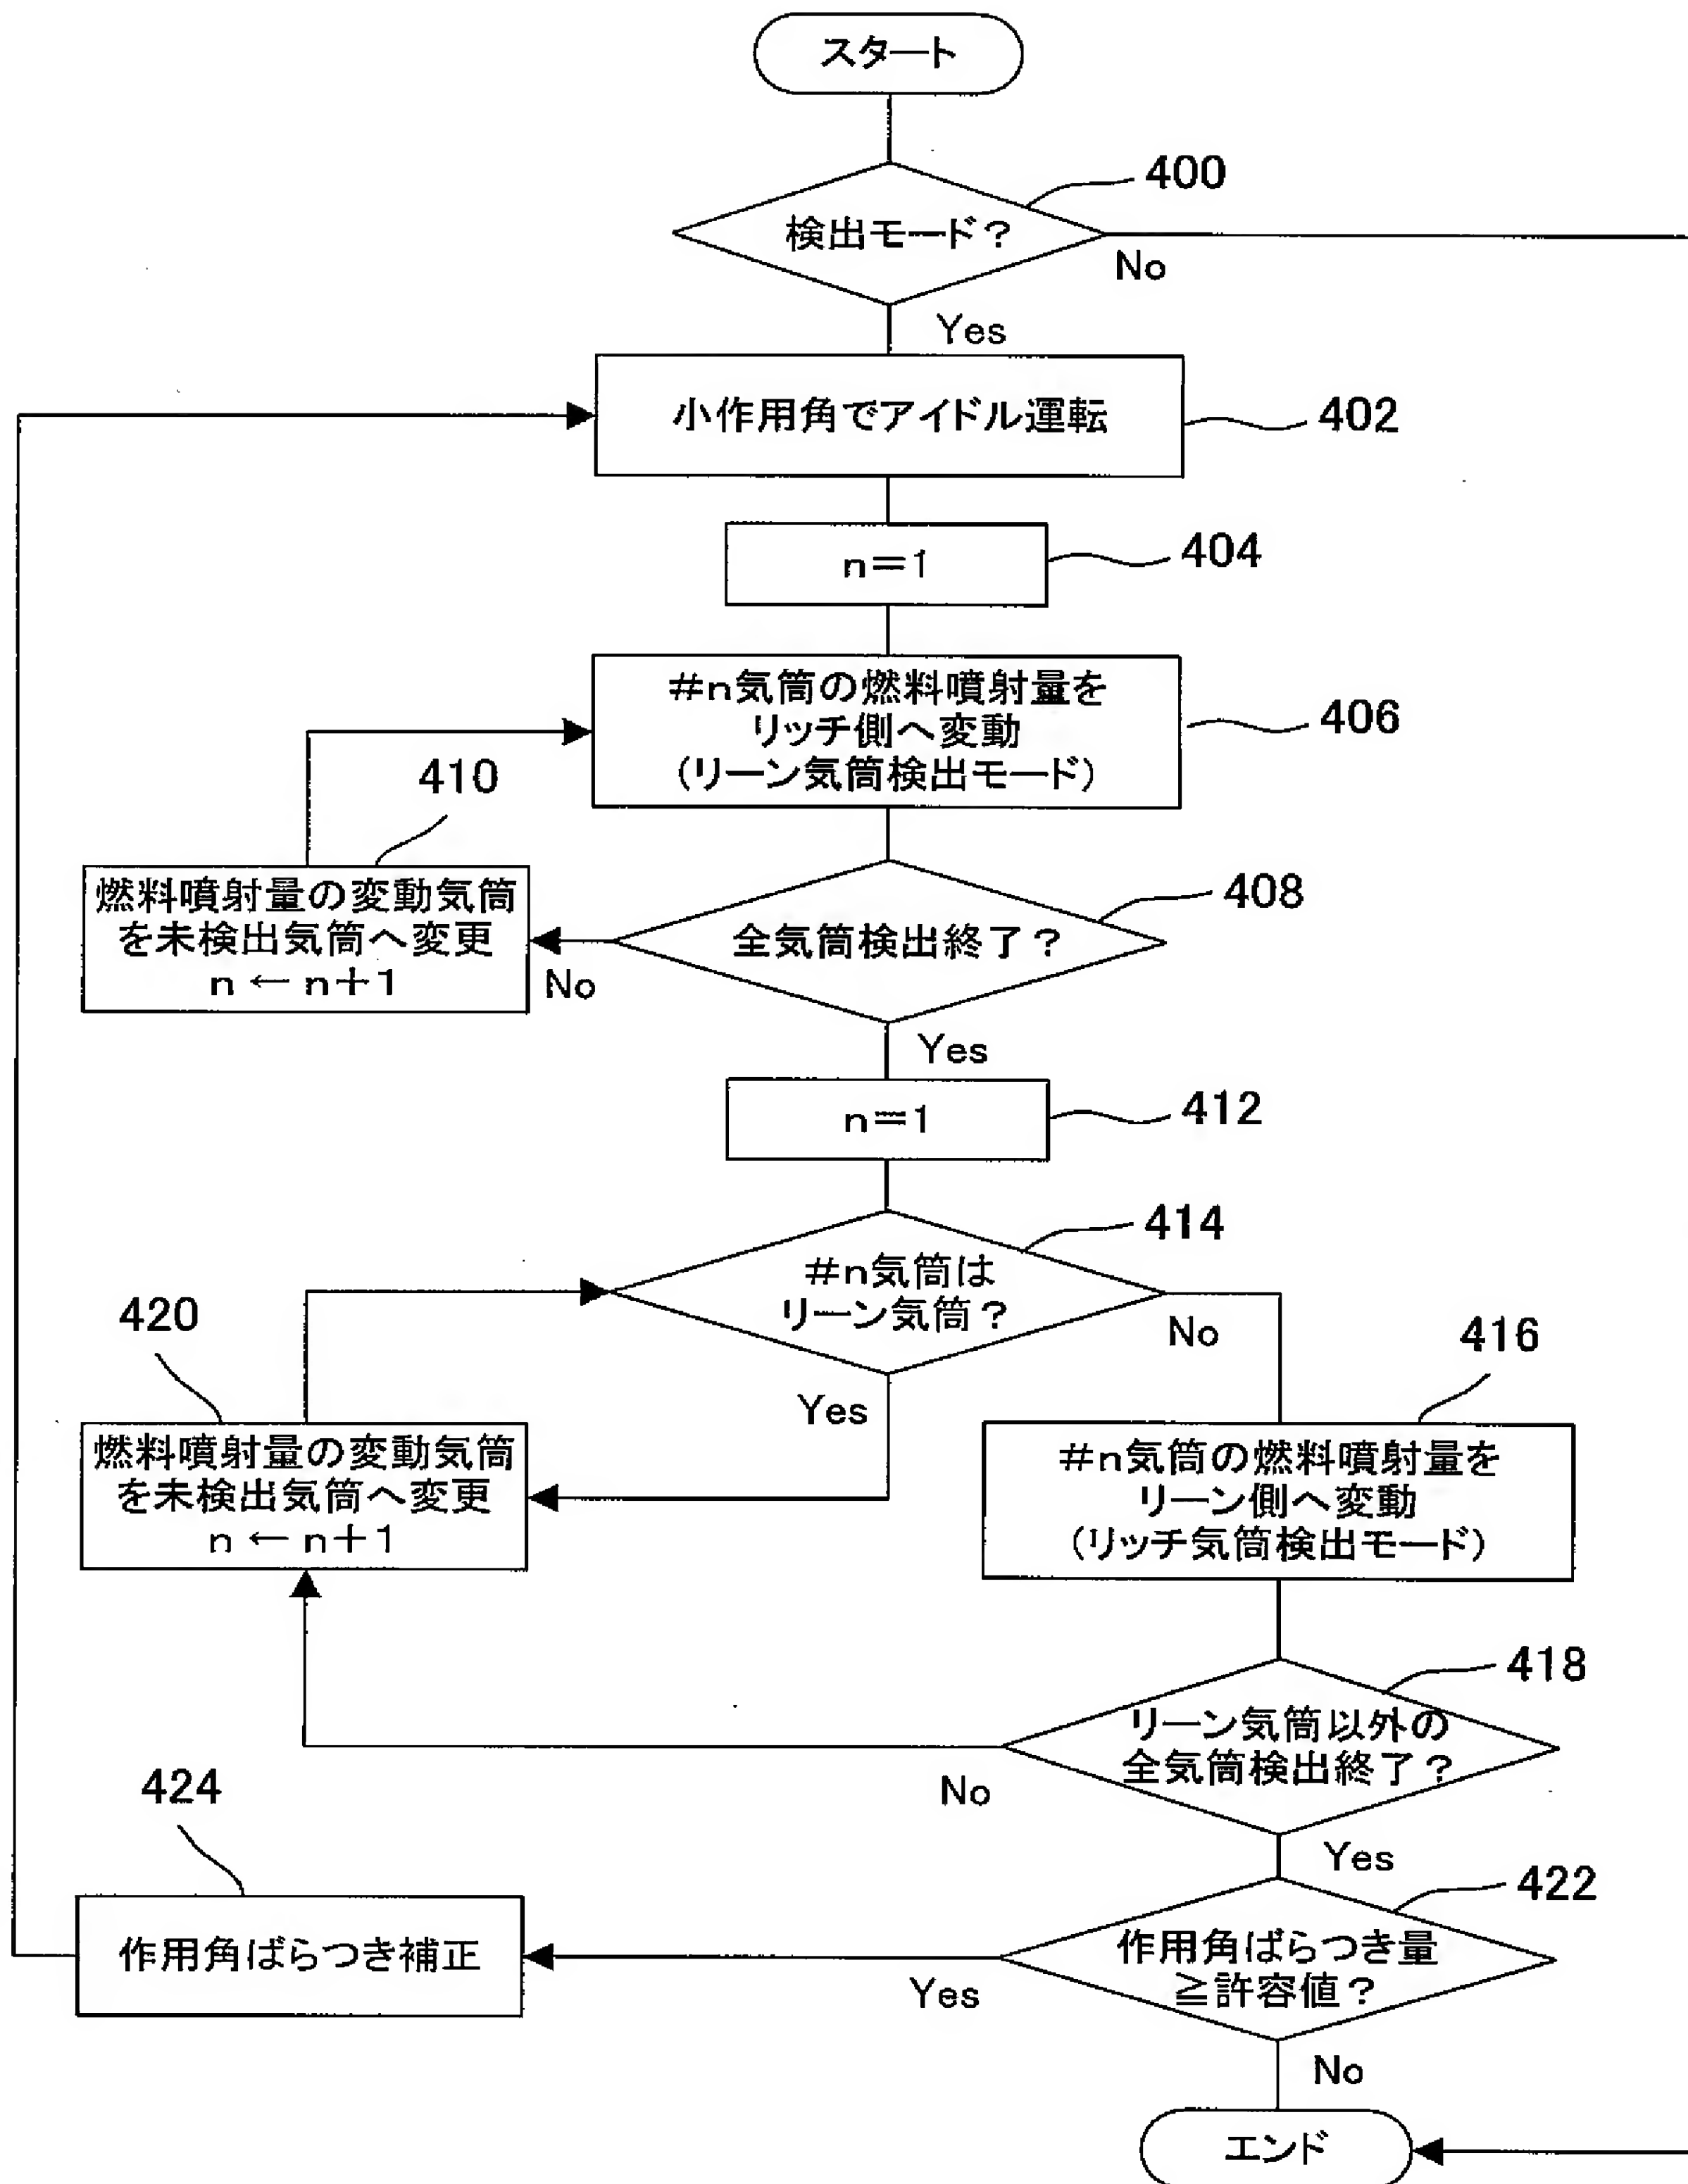 スタート
400
検出モード？
No
Yes
小作用角でアイドル運転
402
n＝1
404
＃n気筒の燃料噴射量を
リッチ側へ変動
（リーン気筒検出モード）
406
410
燃料噴射量の変動気筒
を未検出気筒へ変更
n ← n＋1
408
全気筒検出終了？
No
Yes
n＝1
412
414
＃n気筒は
リーン気筒？
No
Yes
420
燃料噴射量の変動気筒
を未検出気筒へ変更
n ← n＋1
416
＃n気筒の燃料噴射量を
リーン側へ変動
（リッチ気筒検出モード）
418
リーン気筒以外の
全気筒検出終了？
No
Yes
424
作用角ばらつき補正
422
作用角ばらつき量
≧許容値？
Yes
No
エンド